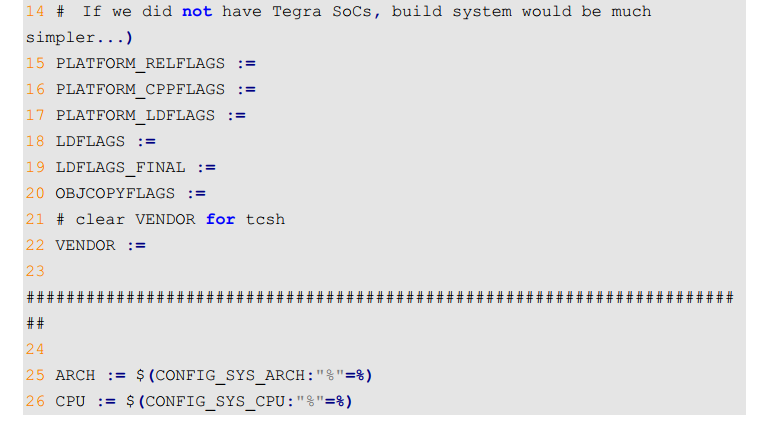 14 #  If we did not have Tegra SoCs, build system would be much
simpler...)
15 PLATFORM_RELFLAGS :=
16 PLATFORM_CPPFLAGS :=
17 PLATFORM_LDFLAGS :=
18 LDFLAGS :=
19 LDFLAGS_FINAL :=
20 OBJCOPYFLAGS :=
21 # clear VENDOR for tcsh
22 VENDOR :=
23
#######################################################################
##
24
25 ARCH := $(CONFIG_SYS_ARCH:"%"=%)
26 CPU := $(CONFIG_SYS_CPU:"%"=%)